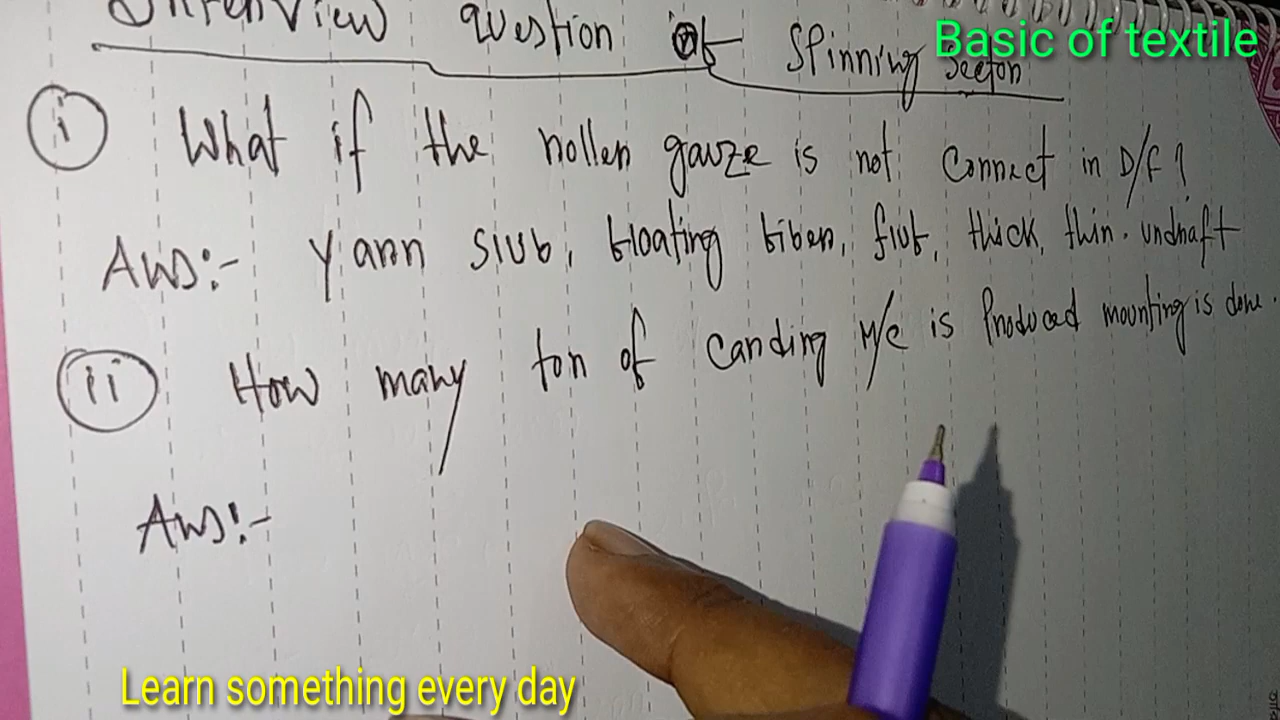 Interview Question of Spinning Sector
Basic of textile
i What if the roller gauze is not connect in D/F?
Ans:- Yarn slub, floating fiber, flub, thick, thin. undraft
ii How many ton of carding M/c is Produced mounting is done.
Ans:-
Learn something every day